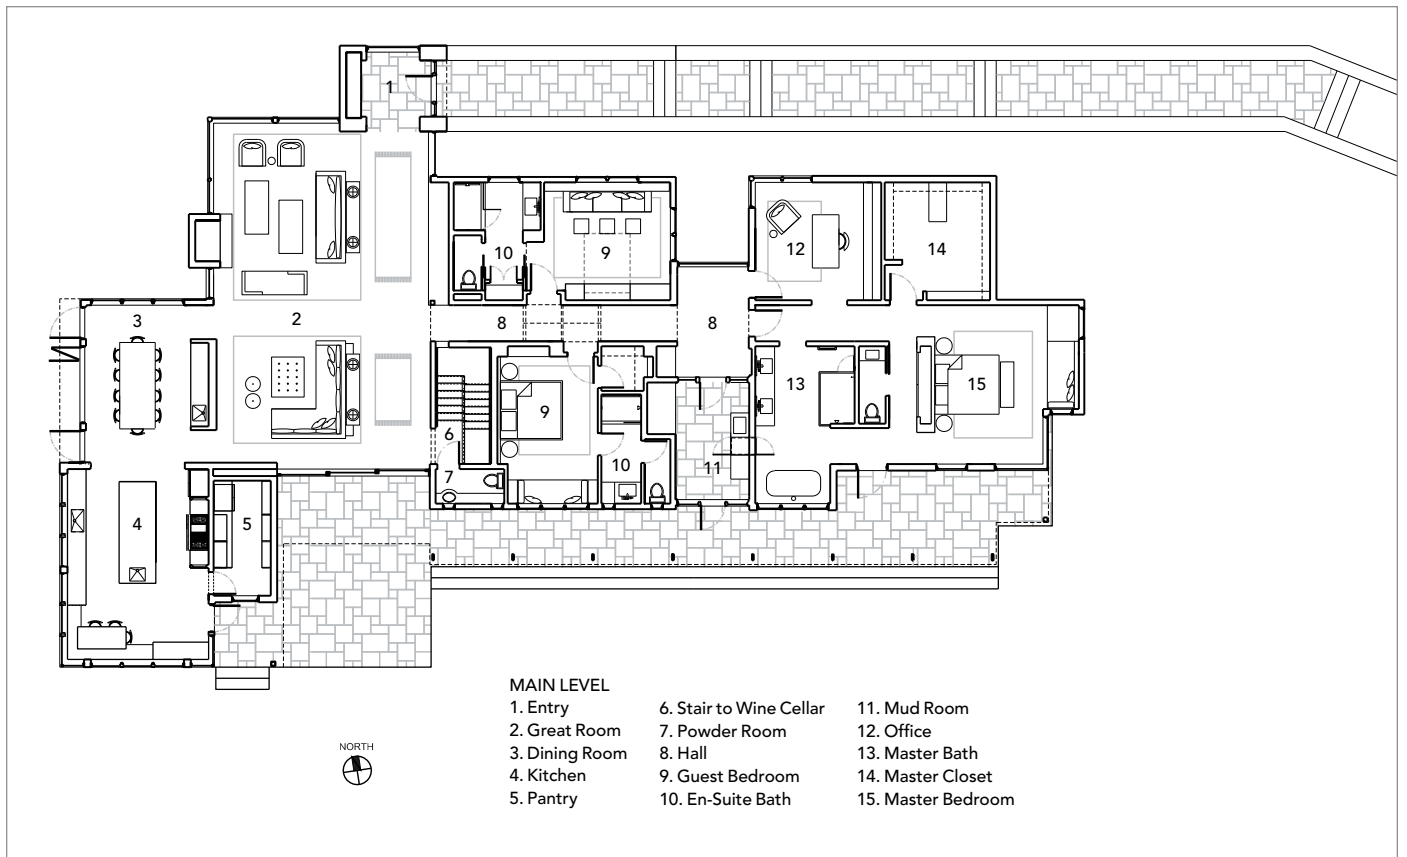 1
10
9
12
14
3
2
8
8
13
15
9
6
10
11
7
4
5
MAIN LEVEL
1. Entry
2. Great Room
3. Dining Room
4. Kitchen
5. Pantry
6. Stair to Wine Cellar
7. Powder Room
8. Hall
9. Guest Bedroom
10. En-Suite Bath
11. Mud Room
12. Office
13. Master Bath
14. Master Closet
15. Master Bedroom
NORTH